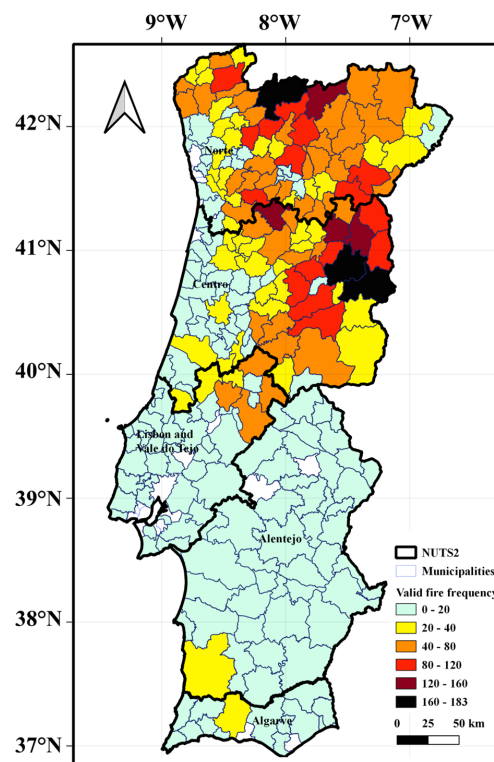 9°W 8°W 7°W
42°N
Norte
41°N
Centro
40°N
Lisbon and
Vale do Tejo
39°N
Alentejo
38°N
Algarve
37°N
NUTS2
Municipalities
Valid fire frequency
0 - 20
20 - 40
40 - 80
80 - 120
120 - 160
160 - 183
0 25 50 km